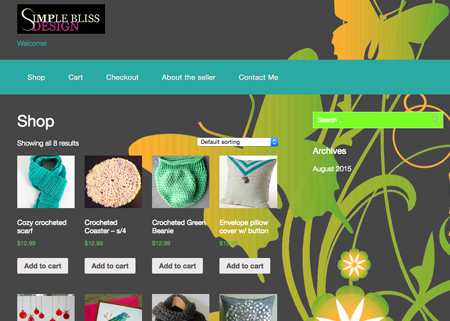 SIMPLE BLISS
DESIGN
Welcome!
Shop Cart Checkout About the seller Contact Me
Shop
Search ...
Showing all 8 results
Default sorting
Archives
August 2015
Cozy crocheted
scarf
Crocheted
Coaster – s/4
Crocheted Green
Beanie
Envelope pillow
cover w/ button
$12.99 $12.99 $12.99
Add to cart Add to cart Add to cart Add to cart